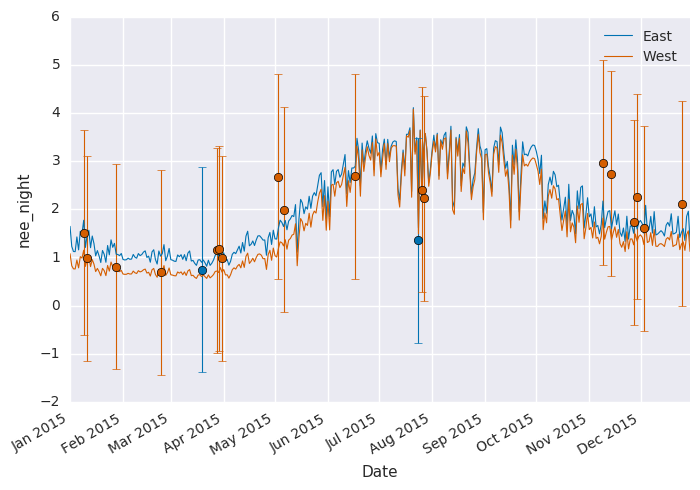 6
5
4
3
2
1
0
−1
−2
nee_night
East
West
Jan 2015
Feb 2015
Mar 2015
Apr 2015
May 2015
Jun 2015
Jul 2015
Aug 2015
Sep 2015
Oct 2015
Nov 2015
Dec 2015
Date